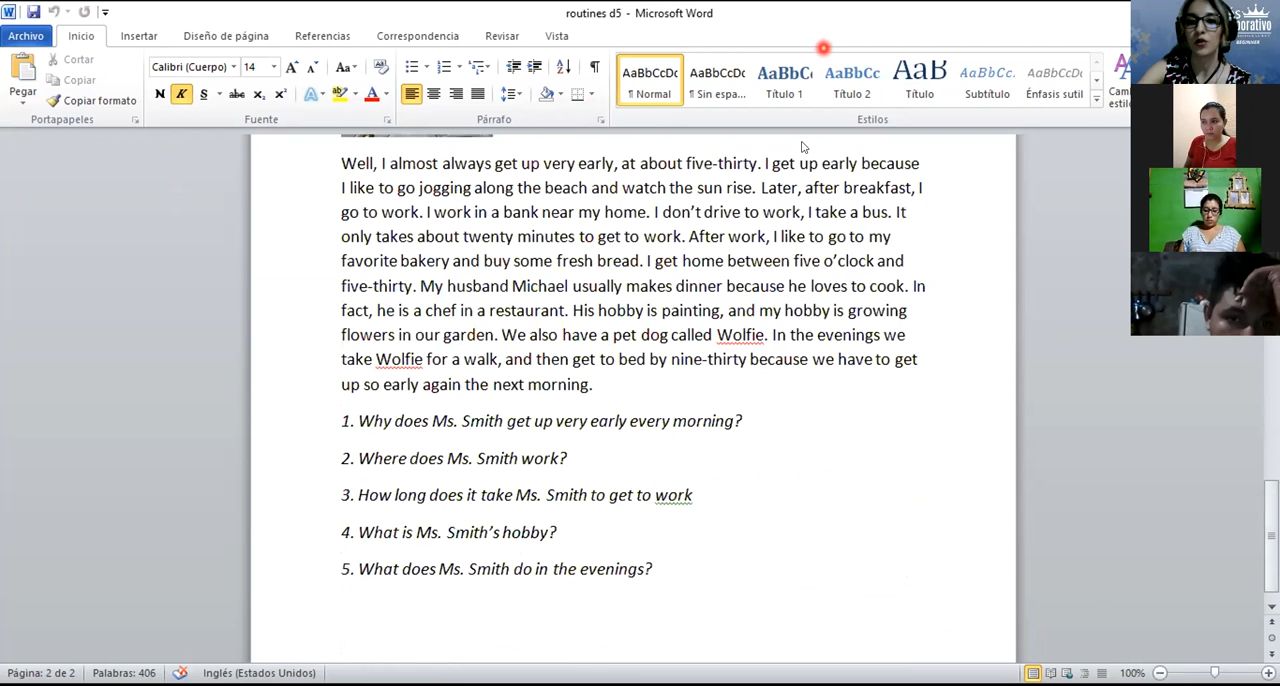 routines d5 - Microsoft Word
Archivo Inicio Insertar Diseño de página Referencias Correspondencia Revisar Vista
Cortar
Copiar
Copiar formato
Pegar
Portapapeles
Calibri (Cuerpo) 14
N K S abc x₂ x²
Fuente
Párrafo
AaBbCcDc AaBbCcDc AaBbC AaBbCc AaB AaBbCc. AaBbCcDc
¶ Normal ¶ Sin espa... Título 1 Título 2 Título Subtítulo Énfasis sutil
Estilos
orativo
BEGINNER
Well, I almost always get up very early, at about five-thirty. I get up early because
I like to go jogging along the beach and watch the sun rise. Later, after breakfast, I
go to work. I work in a bank near my home. I don’t drive to work, I take a bus. It
only takes about twenty minutes to get to work. After work, I like to go to my
favorite bakery and buy some fresh bread. I get home between five o’clock and
five-thirty. My husband Michael usually makes dinner because he loves to cook. In
fact, he is a chef in a restaurant. His hobby is painting, and my hobby is growing
flowers in our garden. We also have a pet dog called Wolfie. In the evenings we
take Wolfie for a walk, and then get to bed by nine-thirty because we have to get
up so early again the next morning.
1. Why does Ms. Smith get up very early every morning?
2. Where does Ms. Smith work?
3. How long does it take Ms. Smith to get to work
4. What is Ms. Smith’s hobby?
5. What does Ms. Smith do in the evenings?
Página: 2 de 2 Palabras: 406 Inglés (Estados Unidos) 100%